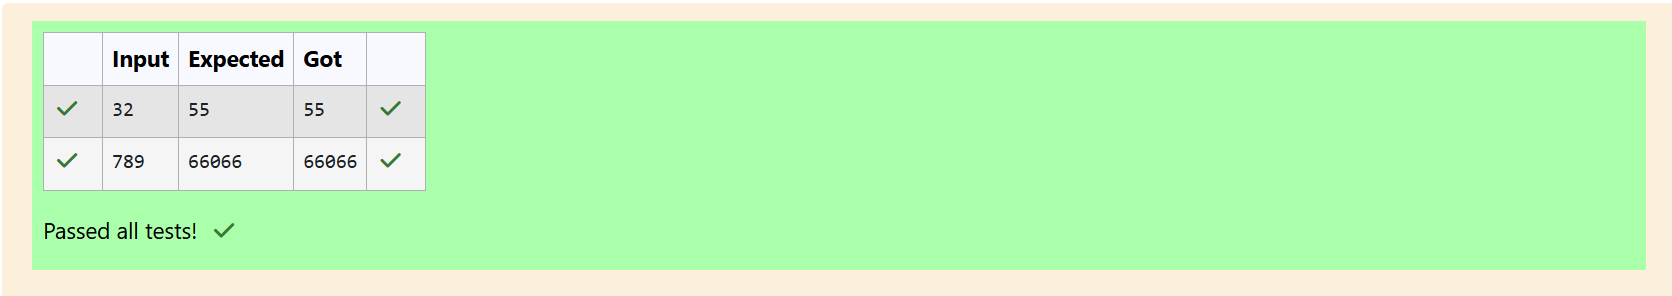 Input Expected Got
32 55 55
789 66066 66066
Passed all tests!